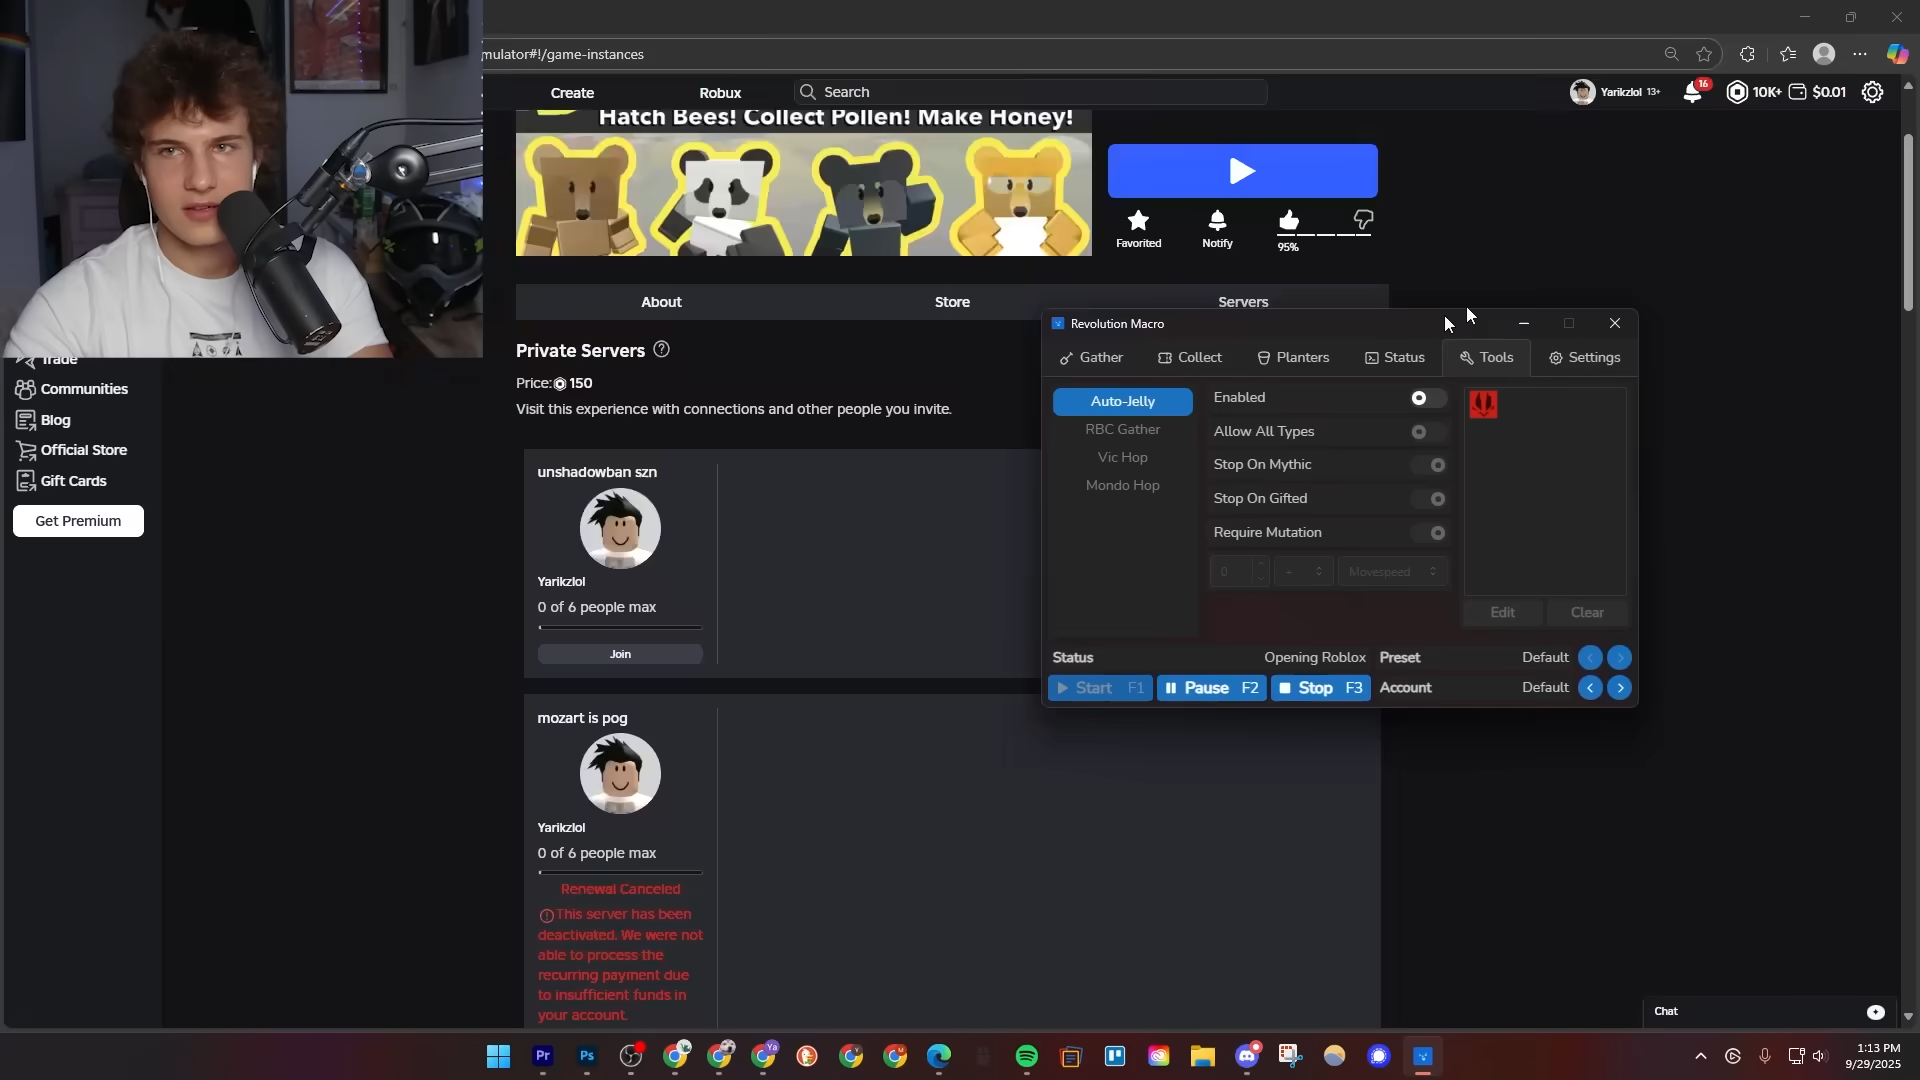 mulator#!/game-instances
Create
Robux
Search
Yarikzlol 13+
16
10K+
$0.01
Hatch Bees! Collect Pollen! Make Honey!
Favorited
Notify
95%
About
Store
Servers
Private Servers
Price: 150
Visit this experience with connections and other people you invite.
Trade
Communities
Blog
Official Store
Gift Cards
Get Premium
unshadowban szn
Yarikzlol
0 of 6 people max
Join
mozart is pog
Yarikzlol
0 of 6 people max
Renewal Canceled
This server has been
deactivated. We were not
able to process the
recurring payment due
to insufficient funds in
your account.
Revolution Macro
Gather
Collect
Planters
Status
Tools
Settings
Auto-Jelly
RBC Gather
Vic Hop
Mondo Hop
Enabled
Allow All Types
Stop On Mythic
Stop On Gifted
Require Mutation
0
+
Movespeed
Edit
Clear
Status
Opening Roblox
Preset
Default
Start F1
Pause F2
Stop F3
Account
Default
Chat
Pr
Ps
Ya
1:13 PM
9/29/2025